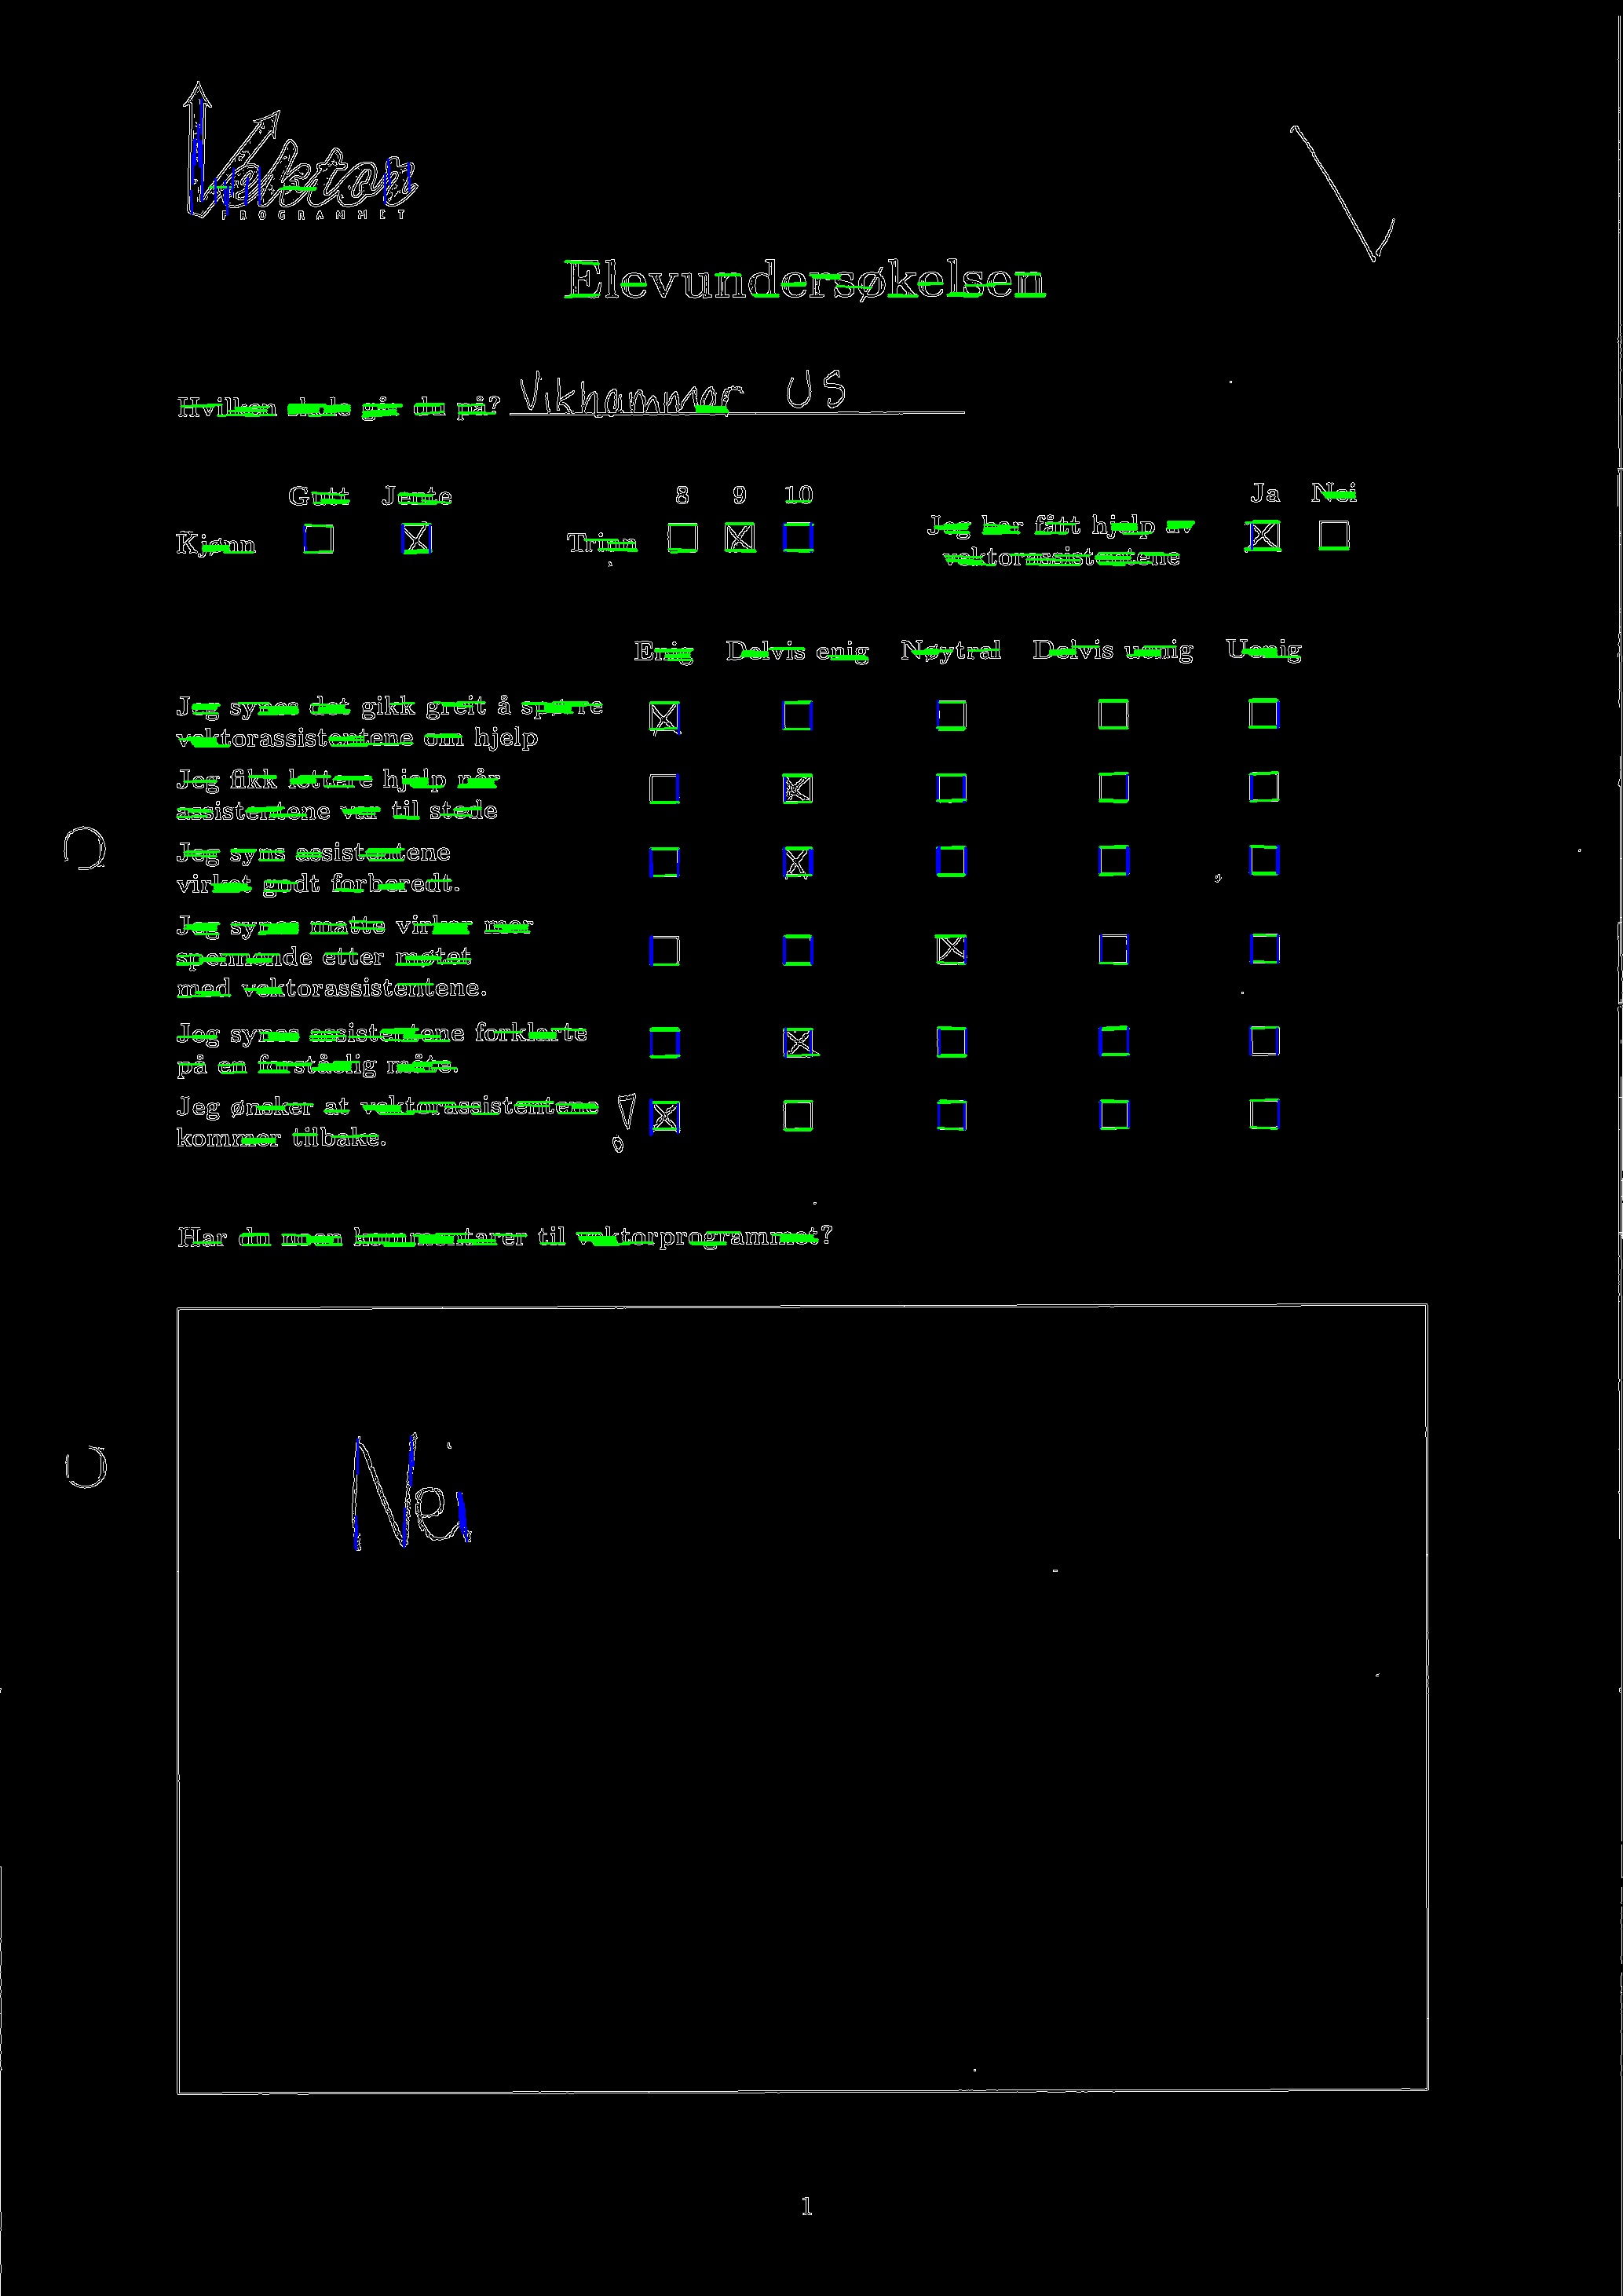 Vektor
PROGRAMMET
Elevundersøkelsen
Hvilken skole går du på? Vikhammar US
Gutt Jente 8 9 10 Ja Nei
Kjønn Trinn Jeg har fått hjelp av
vektorassistentene
Enig Delvis enig Nøytral Delvis uenig Uenig
Jeg synes det gikk greit å spørre
vektorassistentene om hjelp
Jeg fikk lettere hjelp når
assistentene var til stede
Jeg syns assistentene
virket godt forberedt.
Jeg synes matte virker mer
spennende etter møtet
med vektorassistentene.
Jeg synes assistentene forklarte
på en forståelig måte.
Jeg ønsker at vektorassistentene !
kommer tilbake.
Har du noen kommentarer til vektorprogrammet?
Nei
1